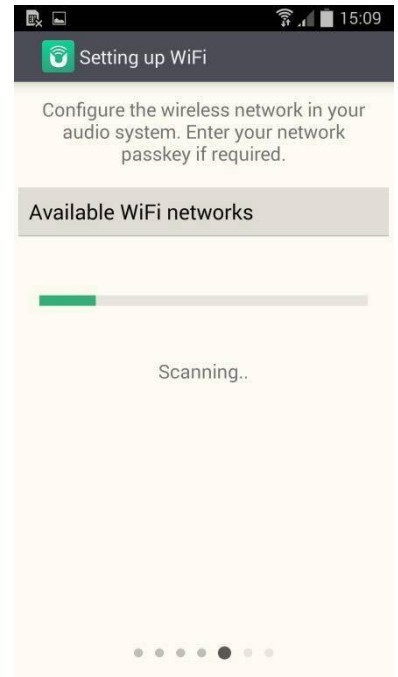 15:09
Setting up WiFi
Configure the wireless network in your
audio system. Enter your network
passkey if required.
Available WiFi networks
Scanning..